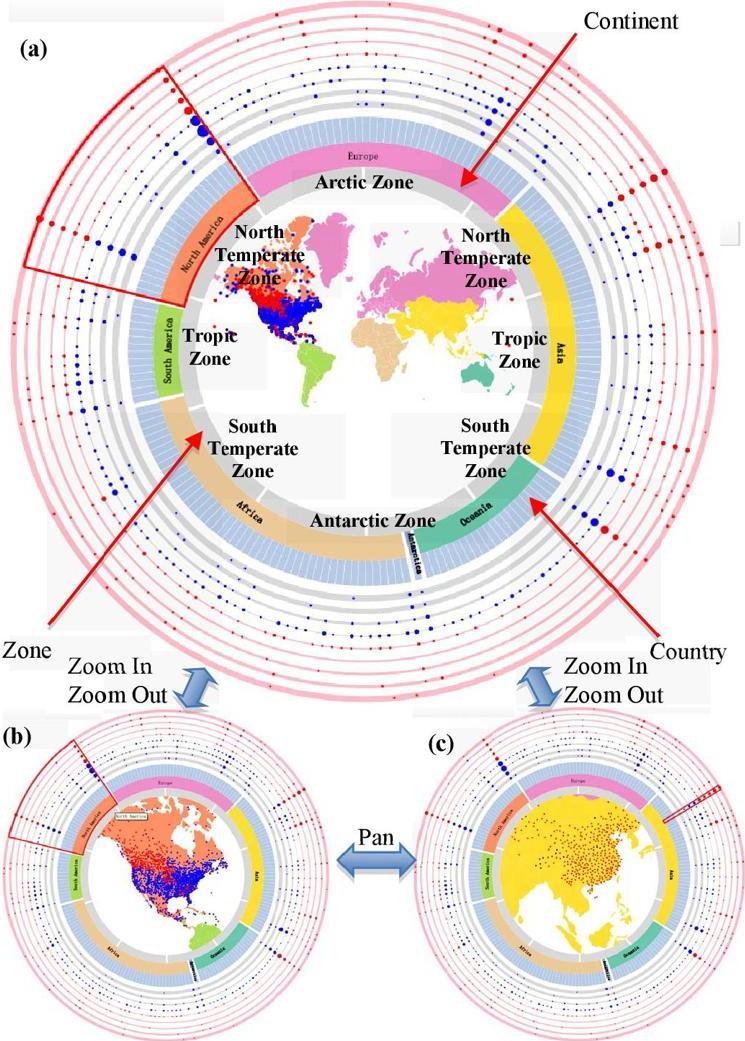 (a)
Continent
Europe
Arctic Zone
North America
North
Temperate
Zone
North
Temperate
Zone
South America
Tropic
Zone
Tropic
Zone
Asia
South
Temperate
Zone
South
Temperate
Zone
Africa
Antarctic Zone
Antarctica
Oceania
Zone
Country
Zoom In
Zoom Out
Zoom In
Zoom Out
(b)
(c)
Europe
North America
North America
South America
Asia
Africa
Oceania
Pan
Europe
North America
South America
Asia
Africa
Oceania